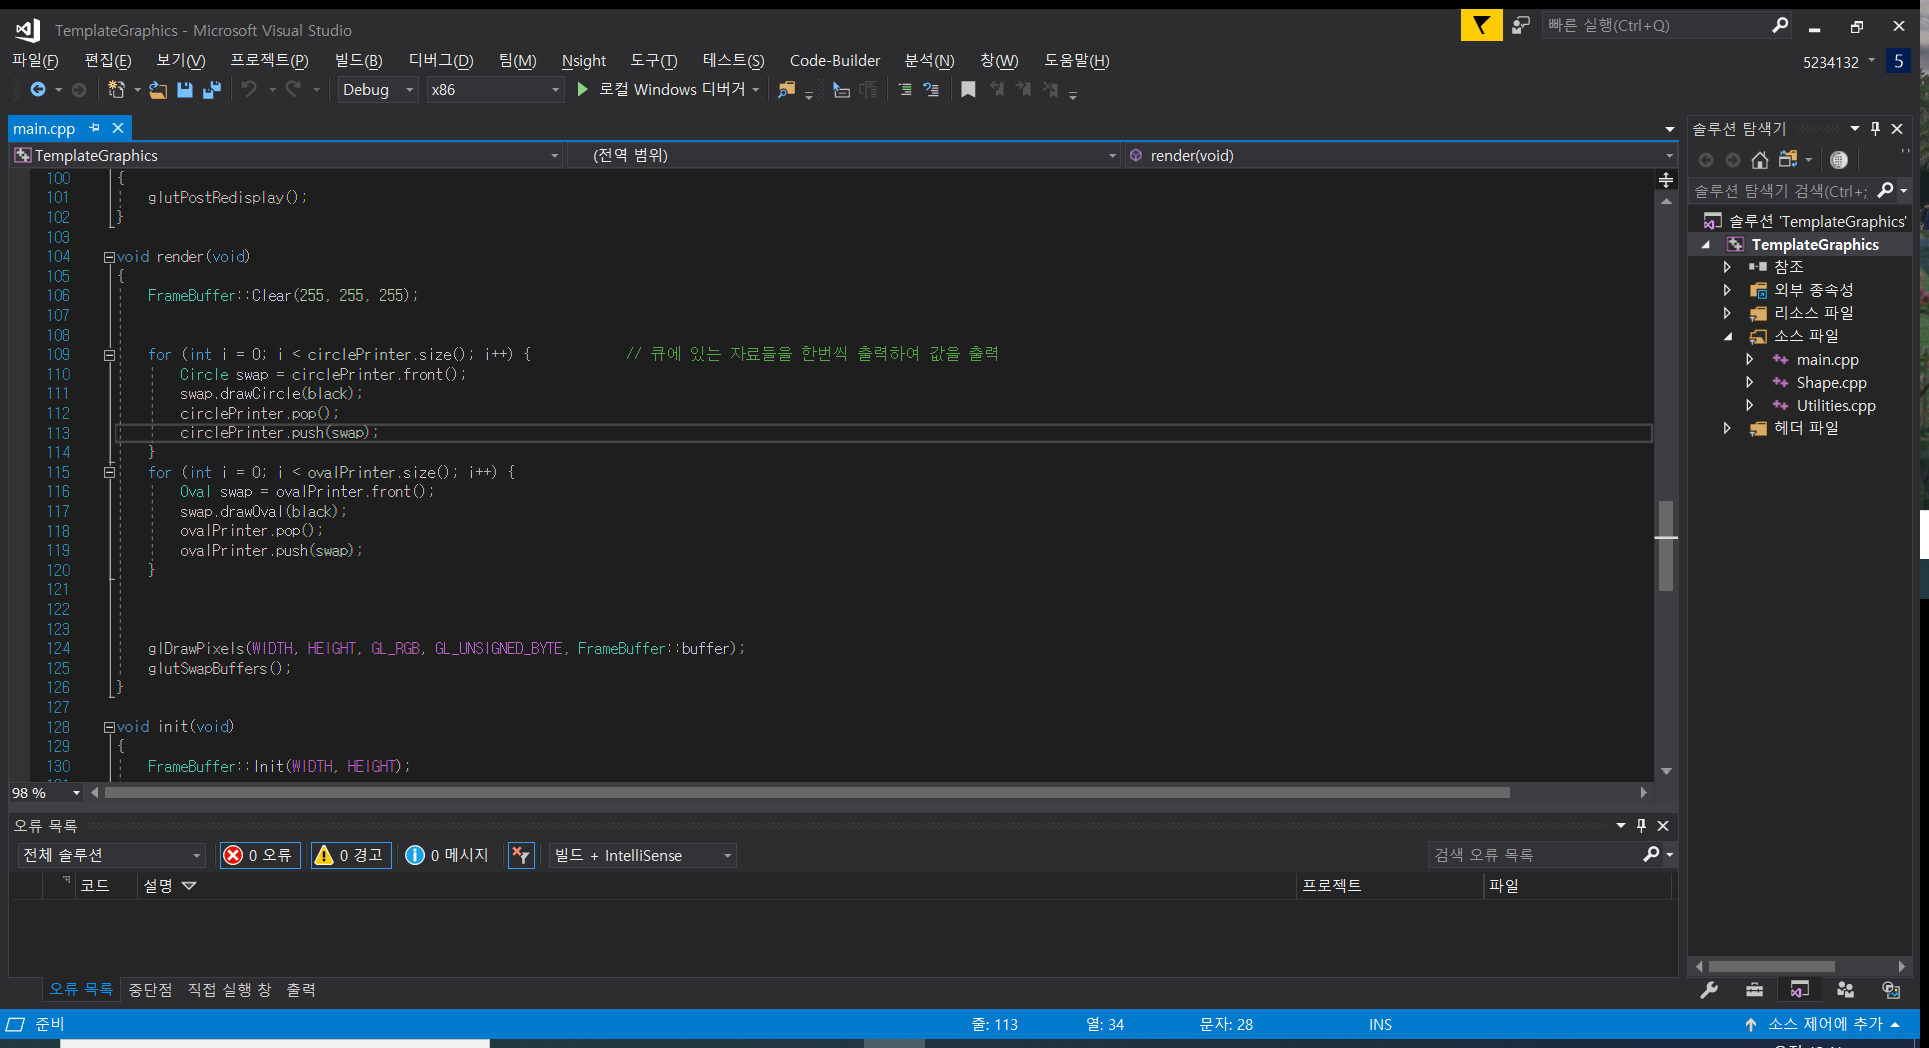 TemplateGraphics - Microsoft Visual Studio
빠른 실행(Ctrl+Q)
파일(F) 편집(E) 보기(V) 프로젝트(P) 빌드(B) 디버그(D) 팀(M) Nsight 도구(T) 테스트(S) Code-Builder 분석(N) 창(W) 도움말(H)
5234132 5
Debug x86 로컬 Windows 디버거
main.cpp
TemplateGraphics (전역 범위) render(void)
100 {
101 glutPostRedisplay();
102 }
103
104 void render(void)
105 {
106 FrameBuffer::Clear(255, 255, 255);
107
108
109 for (int i = 0; i < circlePrinter.size(); i++) { // 큐에 있는 자료들을 한번씩 출력하여 값을 출력
110 Circle swap = circlePrinter.front();
111 swap.drawCircle(black);
112 circlePrinter.pop();
113 circlePrinter.push(swap);
114 }
115 for (int i = 0; i < ovalPrinter.size(); i++) {
116 Oval swap = ovalPrinter.front();
117 swap.drawOval(black);
118 ovalPrinter.pop();
119 ovalPrinter.push(swap);
120 }
121
122
123
124 glDrawPixels(WIDTH, HEIGHT, GL_RGB, GL_UNSIGNED_BYTE, FrameBuffer::buffer);
125 glutSwapBuffers();
126 }
127
128 void init(void)
129 {
130 FrameBuffer::Init(WIDTH, HEIGHT);
98 %
솔루션 탐색기
솔루션 탐색기 검색(Ctrl+;
솔루션 'TemplateGraphics'
TemplateGraphics
참조
외부 종속성
리소스 파일
소스 파일
main.cpp
Shape.cpp
Utilities.cpp
헤더 파일
오류 목록
전체 솔루션 0 오류 0 경고 0 메시지 빌드 + IntelliSense 검색 오류 목록
코드 설명 프로젝트 파일
오류 목록 중단점 직접 실행 창 출력
준비 줄: 113 열: 34 문자: 28 INS 소스 제어에 추가